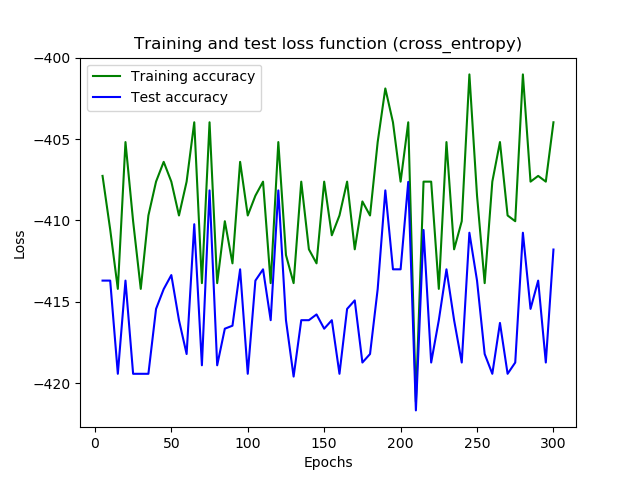 Training and test loss function (cross_entropy)
Training accuracy
Test accuracy
−400
−405
−410
−415
−420
Loss
0 50 100 150 200 250 300
Epochs